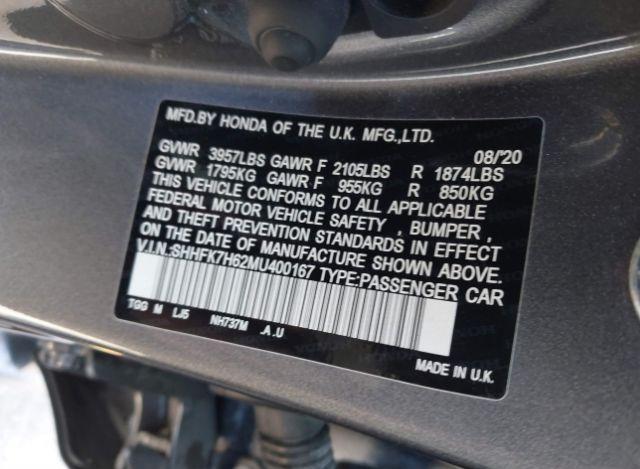 MFD.BY HONDA OF THE U.K. MFG.,LTD.
08/'20
GVWR 3957LBS GAWR F 2105LBS R 1874LBS
GVWR 1795KG GAWR F 955KG R 850KG
THIS VEHICLE CONFORMS TO ALL APPLICABLE
FEDERAL MOTOR VEHICLE SAFETY , BUMPER ,
AND THEFT PREVENTION STANDARDS IN EFFECT
ON THE DATE OF MANUFACTURE SHOWN ABOVE.
V.I.N.:SHHFK7H62MU400167 TYPE:PASSENGER CAR
TGG M LJ5 NH737M .A.U
MADE IN U.K.